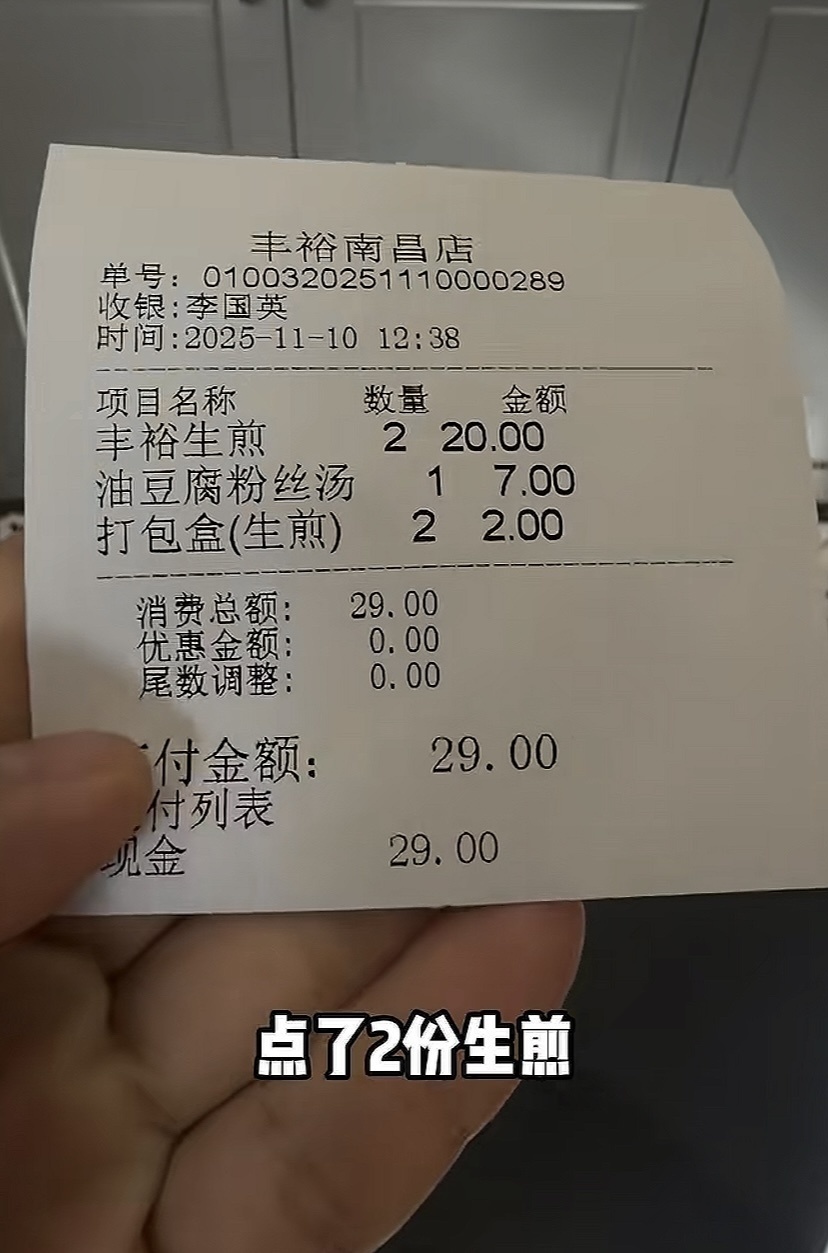 丰裕南昌店
单号: 01003202511110000289
收银:李国英
时间:2025-11-10 12:38
项目名称 数量 金额
丰裕生煎 2 20.00
油豆腐粉丝汤 1 7.00
打包盒(生煎) 2 2.00
消费总额: 29.00
优惠金额: 0.00
尾数调整: 0.00
付金额: 29.00
付列表
现金 29.00
点了2份生煎